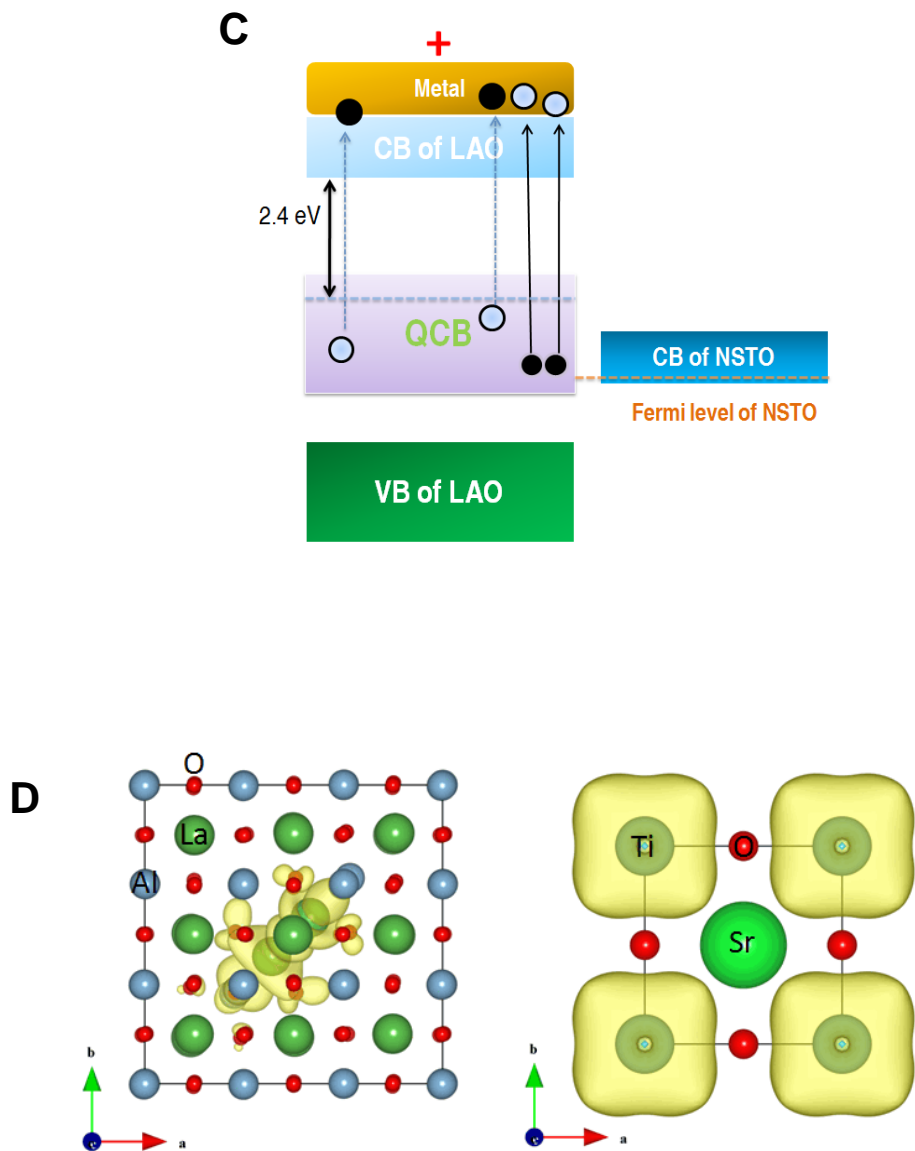 C
+
Metal
CB of LAO
2.4 eV
QCB
CB of NSTO
Fermi level of NSTO
VB of LAO
D
O
La
Al
Ti
O
Sr
b
a
c
b
a
c